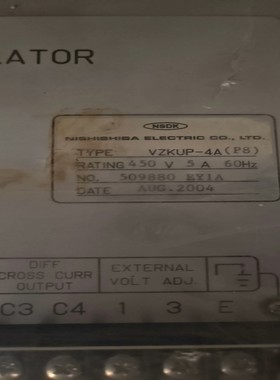 LATOR
NSDK
NISHISHIBA ELECTRIC CO., LTD.
TYPE VZKUP-4A (P8)
RATING 450 V 5 A 60Hz
NO. 509880 EY1A
DATE AUG. 2004
DIFF CROSS CURR OUTPUT
EXTERNAL VOLT ADJ.
C3 C4 1 3 E